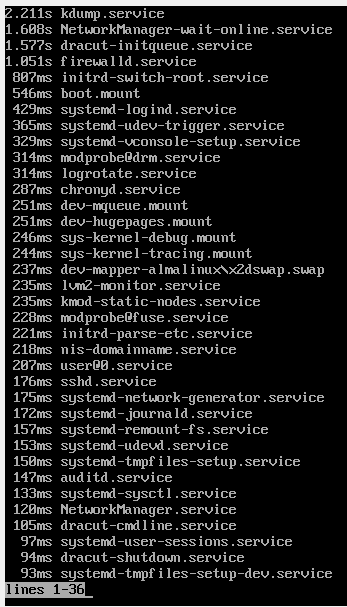 2.211s kdump.service
1.608s NetworkManager-wait-online.service
1.577s dracut-initqueue.service
1.051s firewalld.service
807ms initrd-switch-root.service
546ms boot.mount
429ms systemd-logind.service
365ms systemd-udev-trigger.service
329ms systemd-vconsole-setup.service
314ms modprobe@drm.service
314ms logrotate.service
287ms chronyd.service
251ms dev-mqueue.mount
251ms dev-hugepages.mount
246ms sys-kernel-debug.mount
244ms sys-kernel-tracing.mount
237ms dev-mapper-almalinux\x2dswap.swap
235ms lvm2-monitor.service
235ms kmod-static-nodes.service
228ms modprobe@fuse.service
221ms initrd-parse-etc.service
218ms nis-domainname.service
207ms user@0.service
176ms sshd.service
175ms systemd-network-generator.service
172ms systemd-journald.service
157ms systemd-remount-fs.service
153ms systemd-udevd.service
150ms systemd-tmpfiles-setup.service
147ms auditd.service
133ms systemd-sysctl.service
120ms NetworkManager.service
105ms dracut-cmdline.service
97ms systemd-user-sessions.service
94ms dracut-shutdown.service
93ms systemd-tmpfiles-setup-dev.service
lines 1-36